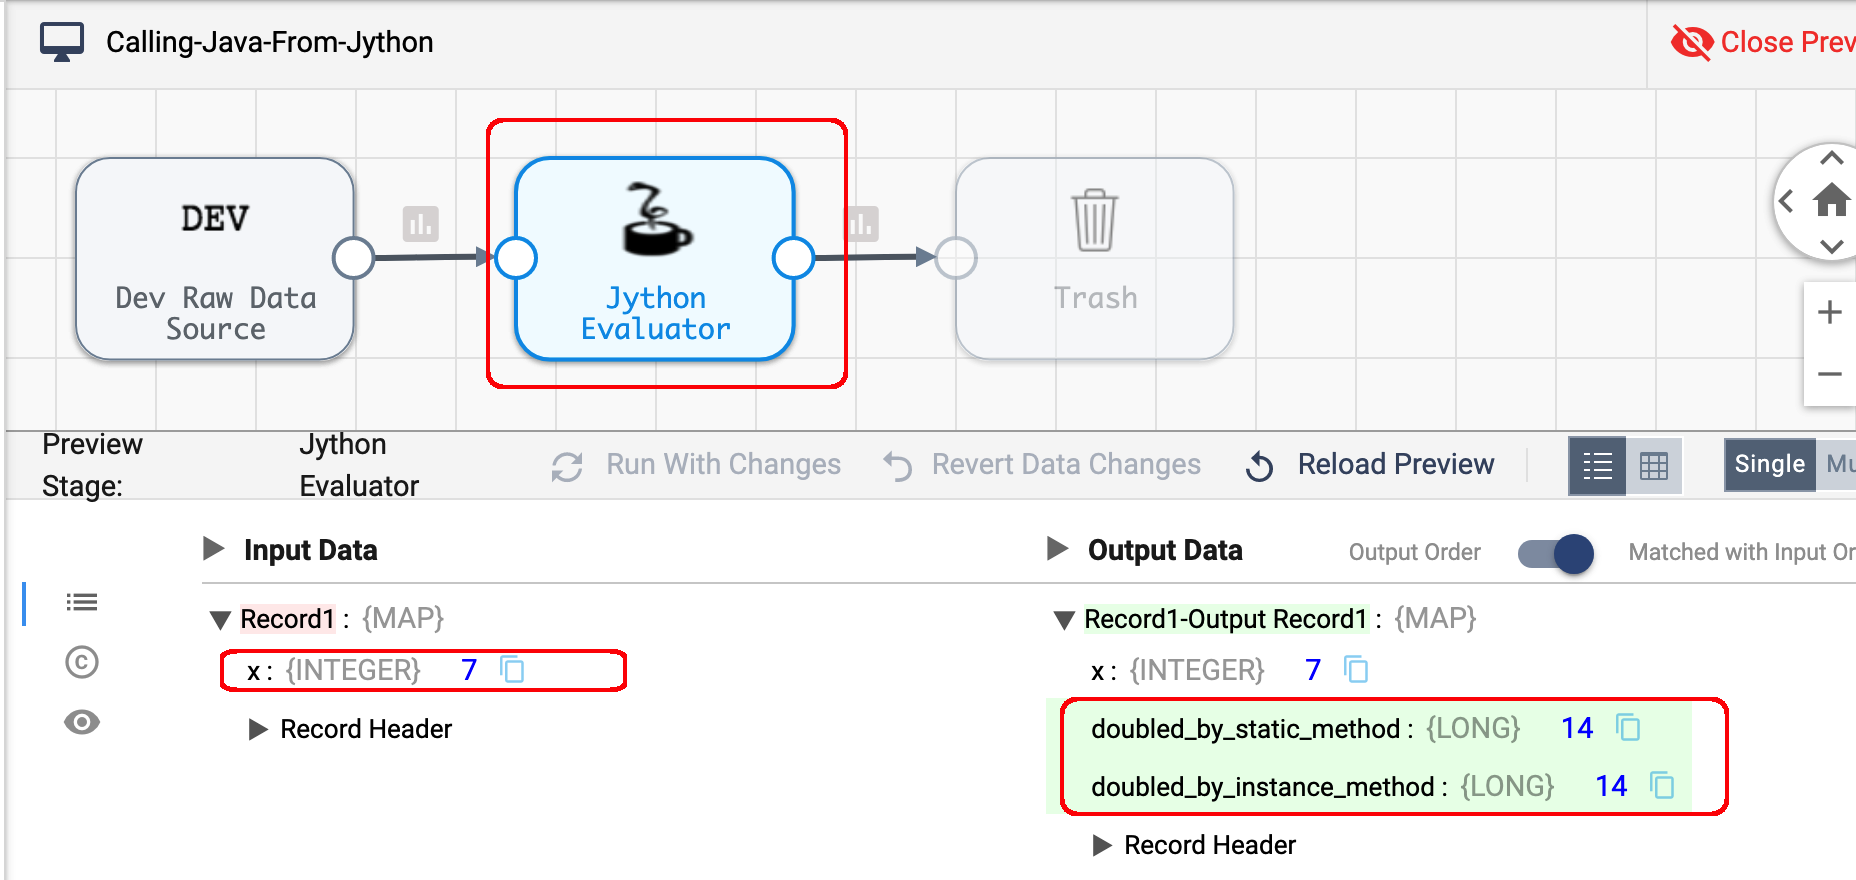 Calling-Java-From-Jython
Close Prev
DEV
Dev Raw Data
Source
Jython
Evaluator
Trash
Preview
Stage:
Jython
Evaluator
Run With Changes
Revert Data Changes
Reload Preview
Single
Mu
Input Data
Output Data
Output Order
Matched with Input Or
Record1 : {MAP}
x : {INTEGER} 7
Record Header
Record1-Output Record1 : {MAP}
x : {INTEGER} 7
doubled_by_static_method : {LONG} 14
doubled_by_instance_method : {LONG} 14
Record Header